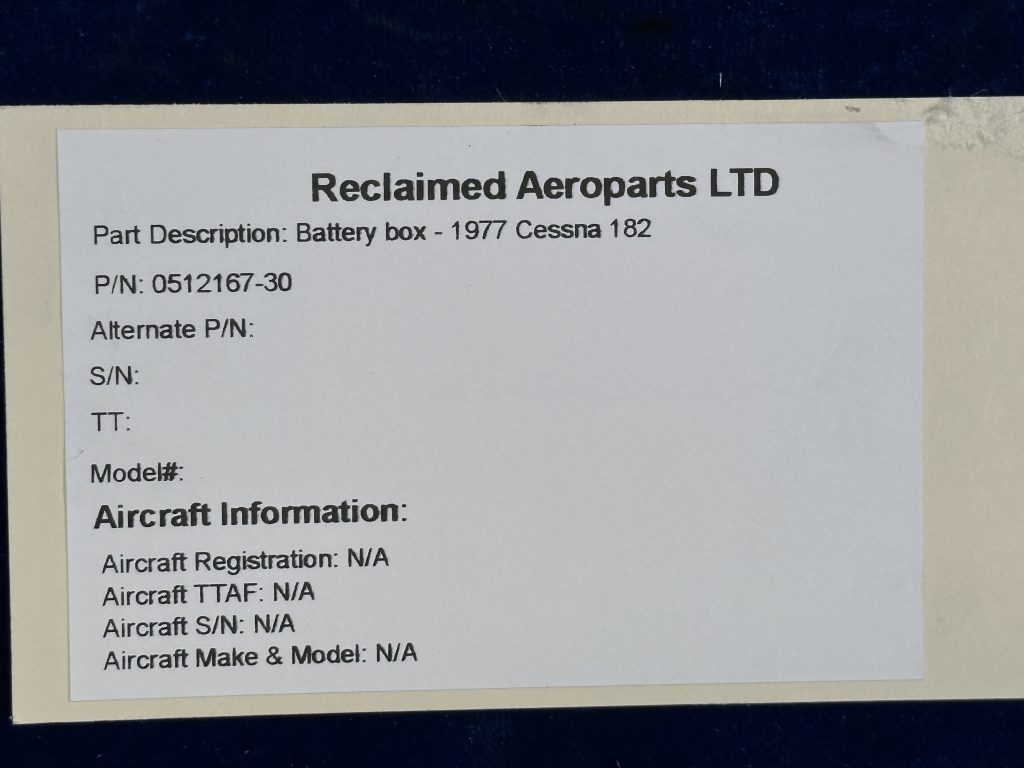 Reclaimed Aeroparts LTD
Part Description: Battery box - 1977 Cessna 182
P/N: 0512167-30
Alternate P/N:
S/N:
TT:
Model#:
Aircraft Information:
Aircraft Registration: N/A
Aircraft TTAF: N/A
Aircraft S/N: N/A
Aircraft Make & Model: N/A